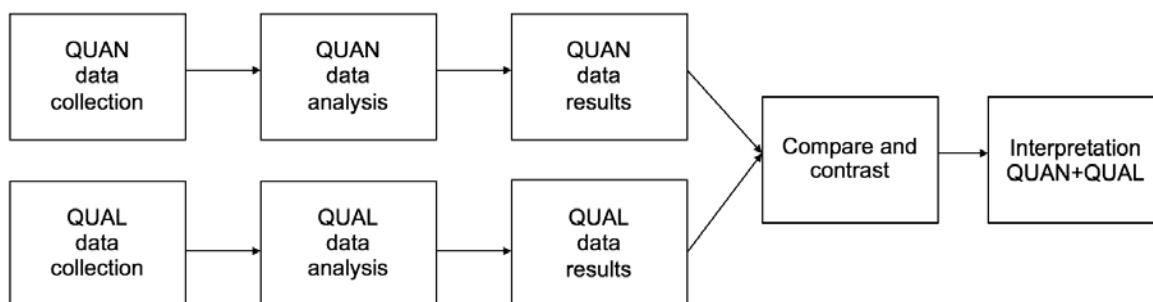 QUAN
data
collection
QUAN
data
analysis
QUAN
data
results
QUAL
data
collection
QUAL
data
analysis
QUAL
data
results
Compare and
contrast
Interpretation
QUAN+QUAL